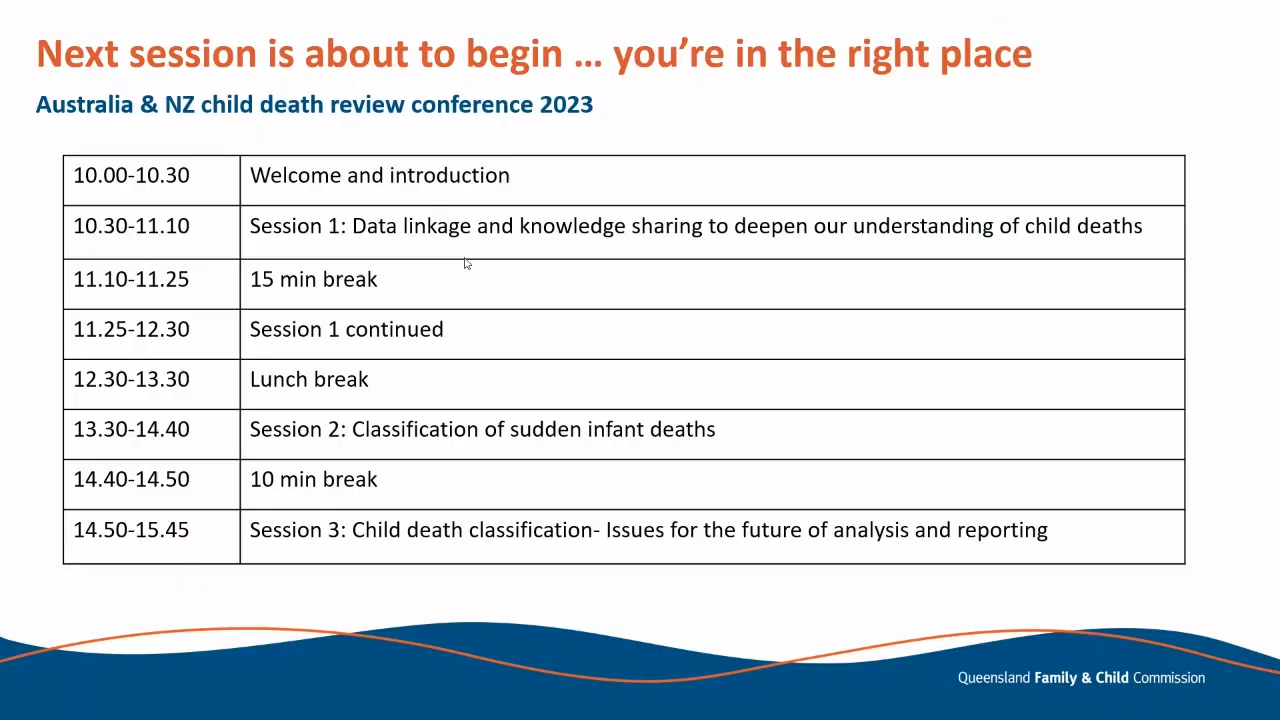 Next session is about to begin … you’re in the right place
Australia & NZ child death review conference 2023
10.00-10.30 Welcome and introduction
10.30-11.10 Session 1: Data linkage and knowledge sharing to deepen our understanding of child deaths
11.10-11.25 15 min break
11.25-12.30 Session 1 continued
12.30-13.30 Lunch break
13.30-14.40 Session 2: Classification of sudden infant deaths
14.40-14.50 10 min break
14.50-15.45 Session 3: Child death classification- Issues for the future of analysis and reporting
Queensland Family & Child Commission